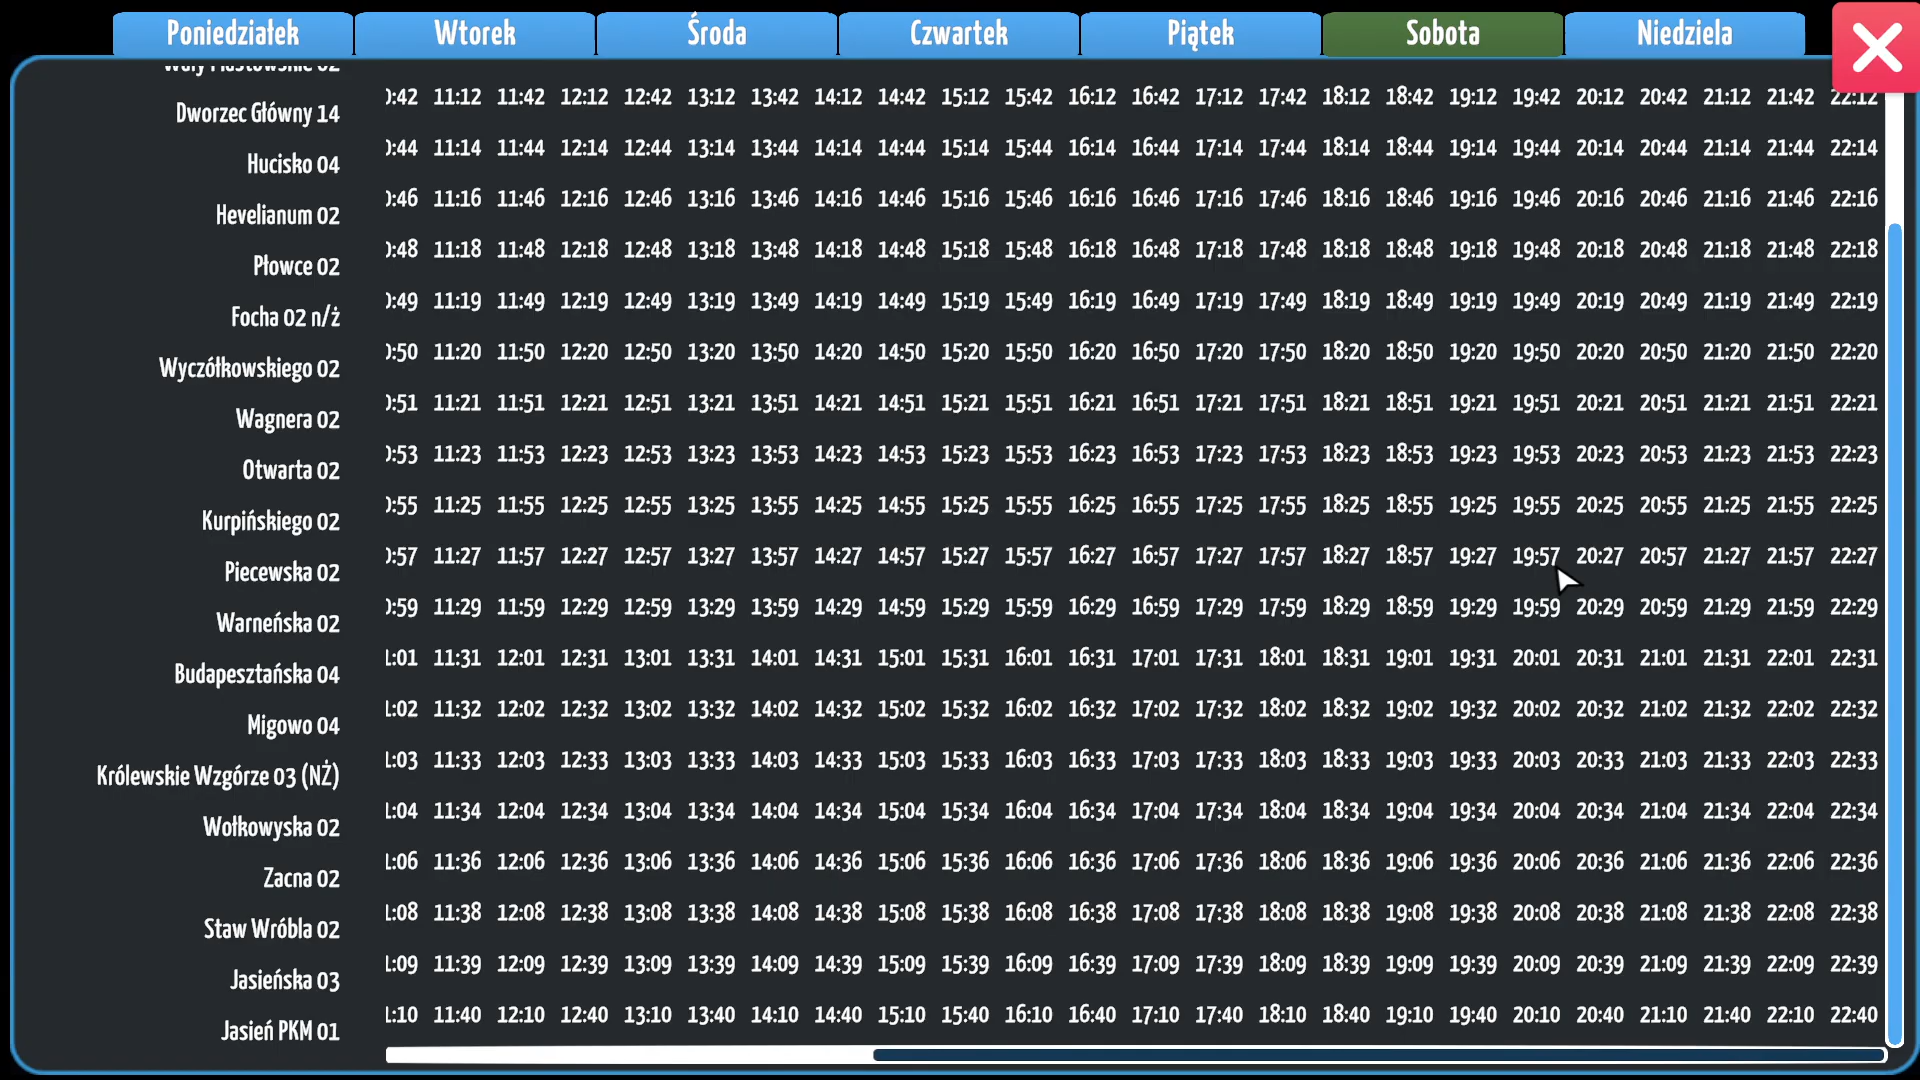 Poniedziałek Wtorek Środa Czwartek Piątek Sobota Niedziela
Wały Piastowskie 02
Dworzec Główny 14 :42 11:12 11:42 12:12 12:42 13:12 13:42 14:12 14:42 15:12 15:42 16:12 16:42 17:12 17:42 18:12 18:42 19:12 19:42 20:12 20:42 21:12 21:42 22:12
Hucisko 04 :44 11:14 11:44 12:14 12:44 13:14 13:44 14:14 14:44 15:14 15:44 16:14 16:44 17:14 17:44 18:14 18:44 19:14 19:44 20:14 20:44 21:14 21:44 22:14
Hevelianum 02 :46 11:16 11:46 12:16 12:46 13:16 13:46 14:16 14:46 15:16 15:46 16:16 16:46 17:16 17:46 18:16 18:46 19:16 19:46 20:16 20:46 21:16 21:46 22:16
Płowce 02 :48 11:18 11:48 12:18 12:48 13:18 13:48 14:18 14:48 15:18 15:48 16:18 16:48 17:18 17:48 18:18 18:48 19:18 19:48 20:18 20:48 21:18 21:48 22:18
Focha 02 n/ż :49 11:19 11:49 12:19 12:49 13:19 13:49 14:19 14:49 15:19 15:49 16:19 16:49 17:19 17:49 18:19 18:49 19:19 19:49 20:19 20:49 21:19 21:49 22:19
Wyczółkowskiego 02 :50 11:20 11:50 12:20 12:50 13:20 13:50 14:20 14:50 15:20 15:50 16:20 16:50 17:20 17:50 18:20 18:50 19:20 19:50 20:20 20:50 21:20 21:50 22:20
Wagnera 02 :51 11:21 11:51 12:21 12:51 13:21 13:51 14:21 14:51 15:21 15:51 16:21 16:51 17:21 17:51 18:21 18:51 19:21 19:51 20:21 20:51 21:21 21:51 22:21
Otwarta 02 :53 11:23 11:53 12:23 12:53 13:23 13:53 14:23 14:53 15:23 15:53 16:23 16:53 17:23 17:53 18:23 18:53 19:23 19:53 20:23 20:53 21:23 21:53 22:23
Kurpińskiego 02 :55 11:25 11:55 12:25 12:55 13:25 13:55 14:25 14:55 15:25 15:55 16:25 16:55 17:25 17:55 18:25 18:55 19:25 19:55 20:25 20:55 21:25 21:55 22:25
Piecewska 02 :57 11:27 11:57 12:27 12:57 13:27 13:57 14:27 14:57 15:27 15:57 16:27 16:57 17:27 17:57 18:27 18:57 19:27 19:57 20:27 20:57 21:27 21:57 22:27
Warneńska 02 :59 11:29 11:59 12:29 12:59 13:29 13:59 14:29 14:59 15:29 15:59 16:29 16:59 17:29 17:59 18:29 18:59 19:29 19:59 20:29 20:59 21:29 21:59 22:29
Budapesztańska 04 :01 11:31 12:01 12:31 13:01 13:31 14:01 14:31 15:01 15:31 16:01 16:31 17:01 17:31 18:01 18:31 19:01 19:31 20:01 20:31 21:01 21:31 22:01 22:31
Migowo 04 :02 11:32 12:02 12:32 13:02 13:32 14:02 14:32 15:02 15:32 16:02 16:32 17:02 17:32 18:02 18:32 19:02 19:32 20:02 20:32 21:02 21:32 22:02 22:32
Królewskie Wzgórze 03 (NŻ) :03 11:33 12:03 12:33 13:03 13:33 14:03 14:33 15:03 15:33 16:03 16:33 17:03 17:33 18:03 18:33 19:03 19:33 20:03 20:33 21:03 21:33 22:03 22:33
Wołkowyska 02 :04 11:34 12:04 12:34 13:04 13:34 14:04 14:34 15:04 15:34 16:04 16:34 17:04 17:34 18:04 18:34 19:04 19:34 20:04 20:34 21:04 21:34 22:04 22:34
Zacna 02 :06 11:36 12:06 12:36 13:06 13:36 14:06 14:36 15:06 15:36 16:06 16:36 17:06 17:36 18:06 18:36 19:06 19:36 20:06 20:36 21:06 21:36 22:06 22:36
Staw Wróbla 02 :08 11:38 12:08 12:38 13:08 13:38 14:08 14:38 15:08 15:38 16:08 16:38 17:08 17:38 18:08 18:38 19:08 19:38 20:08 20:38 21:08 21:38 22:08 22:38
Jasieńska 03 :09 11:39 12:09 12:39 13:09 13:39 14:09 14:39 15:09 15:39 16:09 16:39 17:09 17:39 18:09 18:39 19:09 19:39 20:09 20:39 21:09 21:39 22:09 22:39
Jasień PKM 01 :10 11:40 12:10 12:40 13:10 13:40 14:10 14:40 15:10 15:40 16:10 16:40 17:10 17:40 18:10 18:40 19:10 19:40 20:10 20:40 21:10 21:40 22:10 22:40